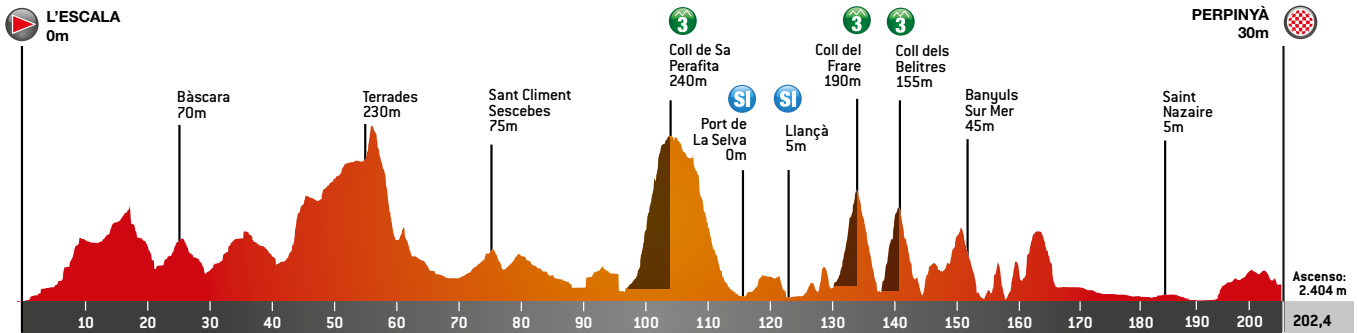 L'ESCALA
0m
Bàscara
70m
Terrades
230m
Sant Climent
Sescebes
75m
3
Coll de Sa
Perafita
240m
SI
Port de
La Selva
0m
SI
Llançà
5m
3
Coll del
Frare
190m
3
Coll dels
Belitres
155m
Banyuls
Sur Mer
45m
Saint
Nazaire
5m
PERPINYÀ
30m
Ascenso:
2.404 m
10 20 30 40 50 60 70 80 90 100 110 120 130 140 150 160 170 180 190 200 202,4